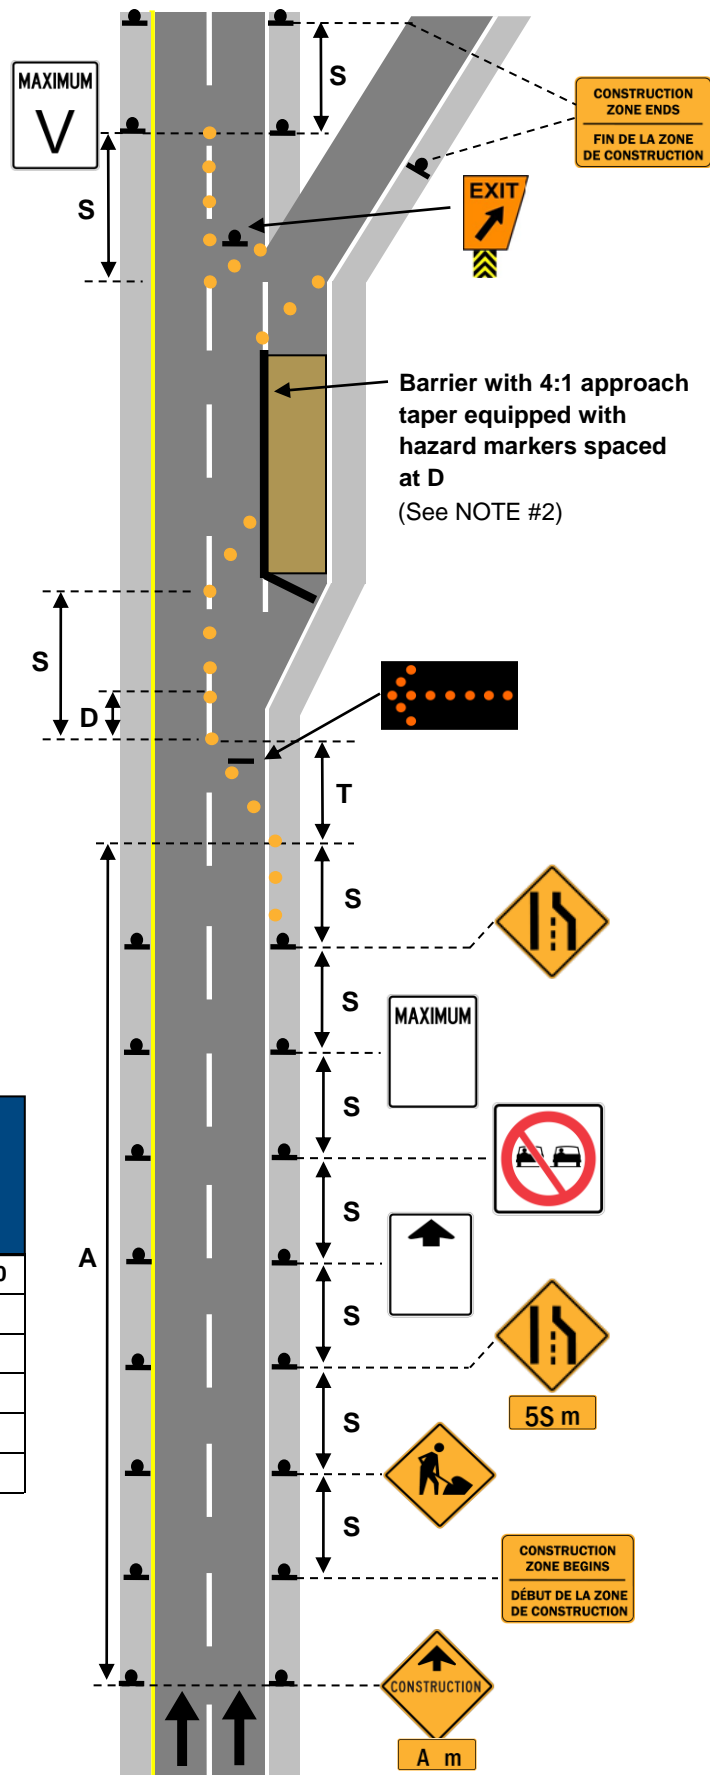 S
MAXIMUM
V
CONSTRUCTION
ZONE ENDS
FIN DE LA ZONE
DE CONSTRUCTION
EXIT
S
Barrier with 4:1 approach
taper equipped with
hazard markers spaced
at D
(See NOTE #2)
S
D
T
S
S
MAXIMUM
S
S
A
0
S
5S m
S
S
CONSTRUCTION
ZONE BEGINS
DÉBUT DE LA ZONE
DE CONSTRUCTION
CONSTRUCTION
A m